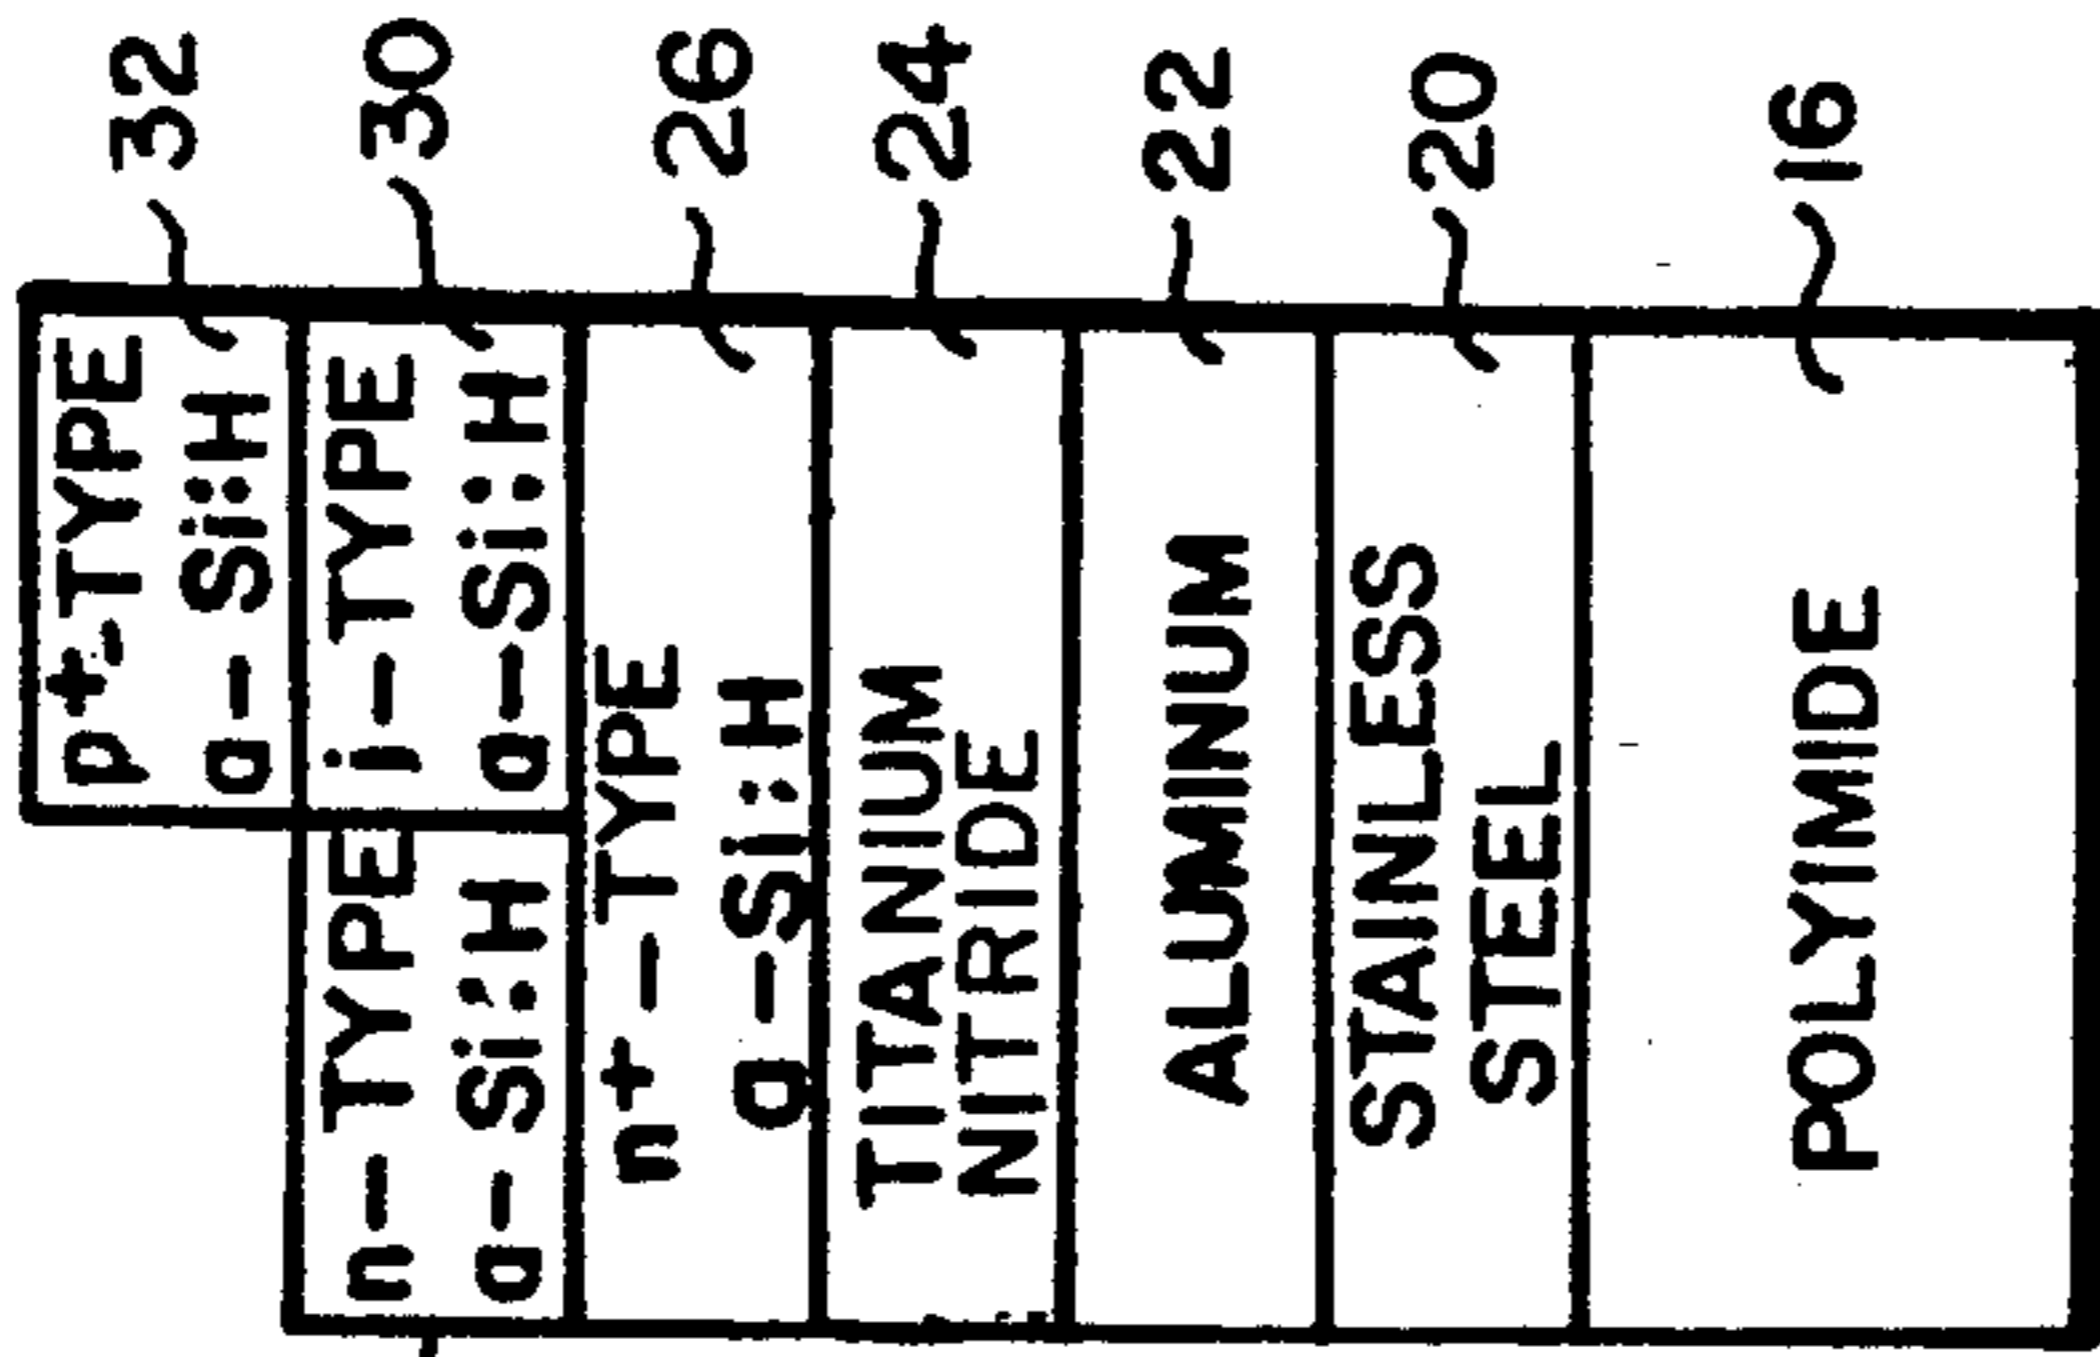 p+-TYPE
a-Si:H
32
n-TYPE
a-Si:H
i-TYPE
a-Si:H
30
n+-TYPE
a-Si:H
26
TITANIUM
NITRIDE
24
ALUMINUM
22
STAINLESS
STEEL
20
POLYIMIDE
16